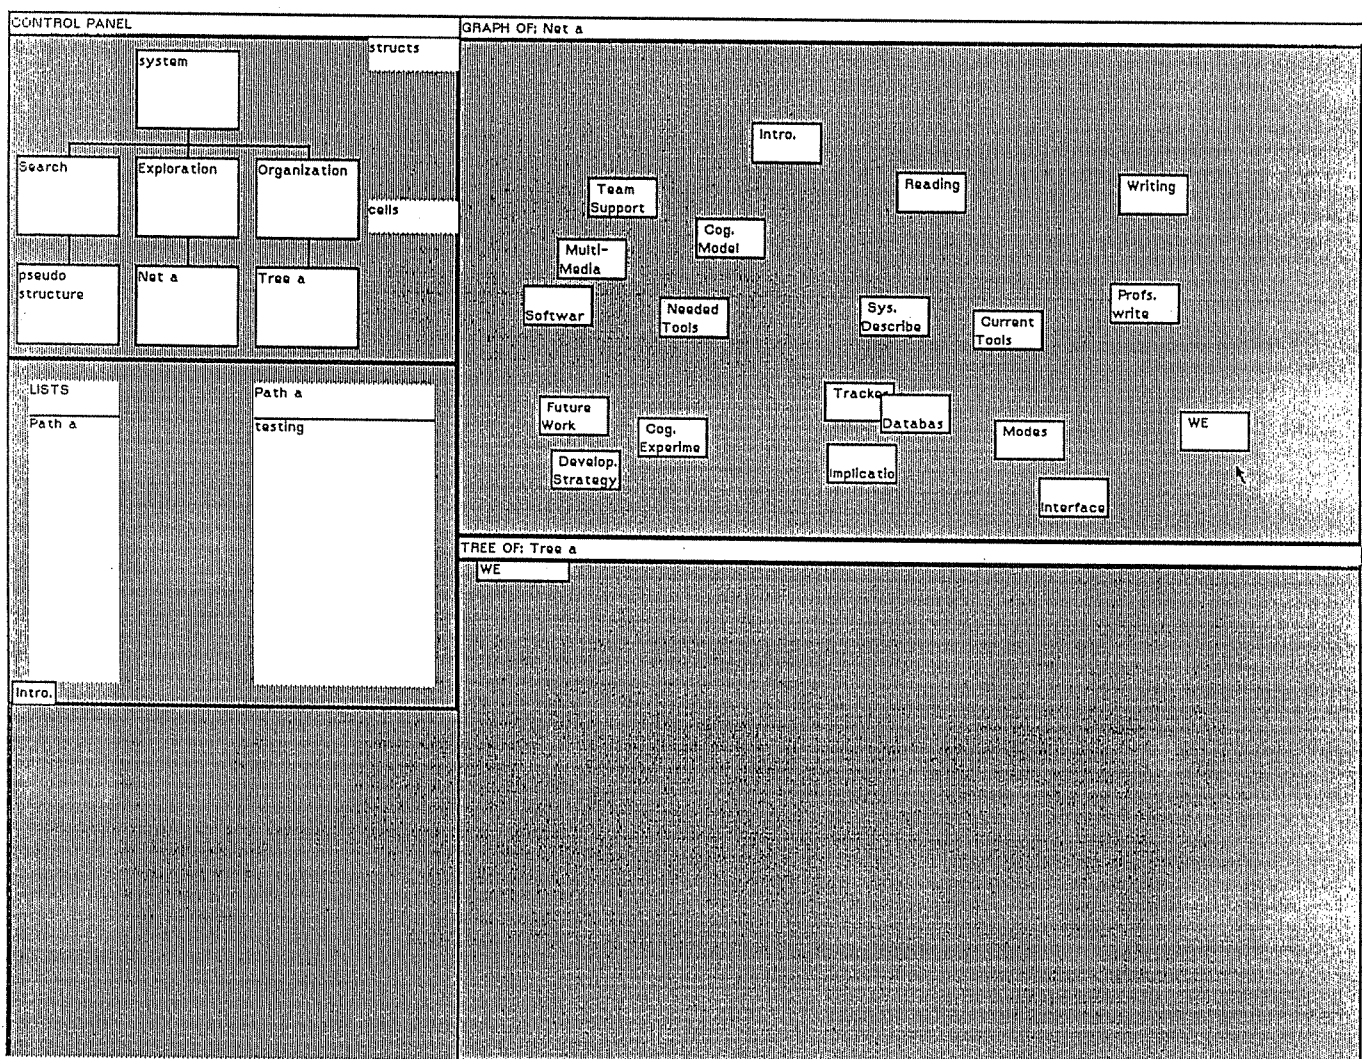 CONTROL PANEL
system
structs
Search
Exploration
Organization
cells
pseudo
structure
Net a
Tree a
LISTS
Path a
Path a
testing
Intro.
GRAPH OF: Net a
Intro.
Team
Support
Reading
Writing
Cog.
Model
Multi-
Media
Softwar
Needed
Tools
Sys.
Describe
Current
Tools
Profs.
write
Future
Work
Cog.
Experime
Develop.
Strategy
Tracker
Databas
Implicatio
Modes
Interface
WE
TREE OF: Tree a
WE